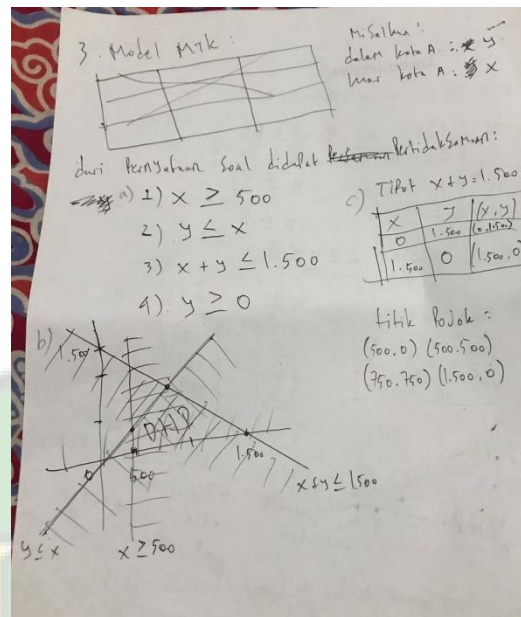 3. Model MTK :
Misalkan :
dalam kota A : y
luar kota A : x
dari Pernyataan Soal didapat Pertidaksamaan :
a) 1) x ≥ 500
2) y ≤ x
3) x + y ≤ 1.500
4) y ≥ 0
c) TiPot x + y = 1.500
x y (x, y)
0 1.500 (0, 1.500)
1.500 0 (1.500, 0)
titik Pojok :
(500, 0) (500. 500)
(750. 750) (1.500, 0)
b)
1.500
DHP
0
500
1.500
x + y ≤ 1500
y ≤ x
x ≥ 500